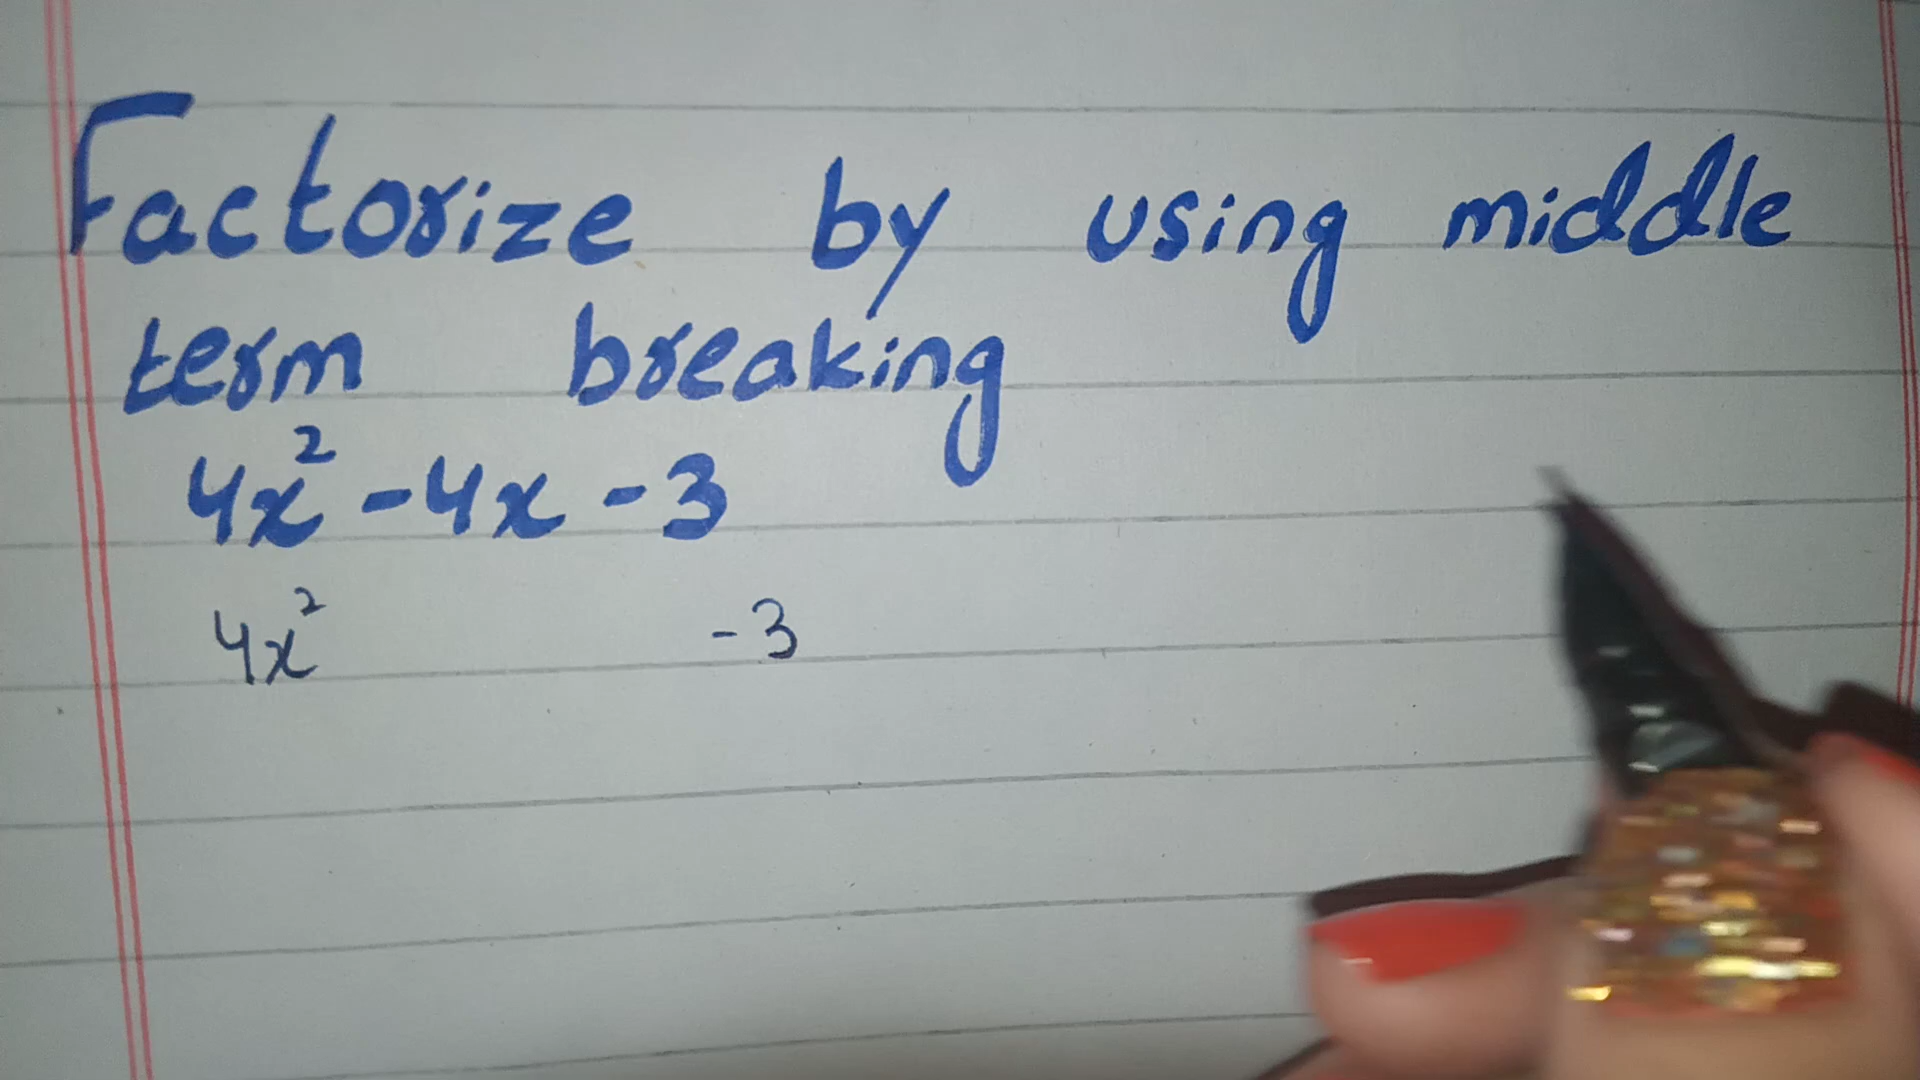 Factorize by using middle
term breaking
4x² - 4x - 3
4x² - 3